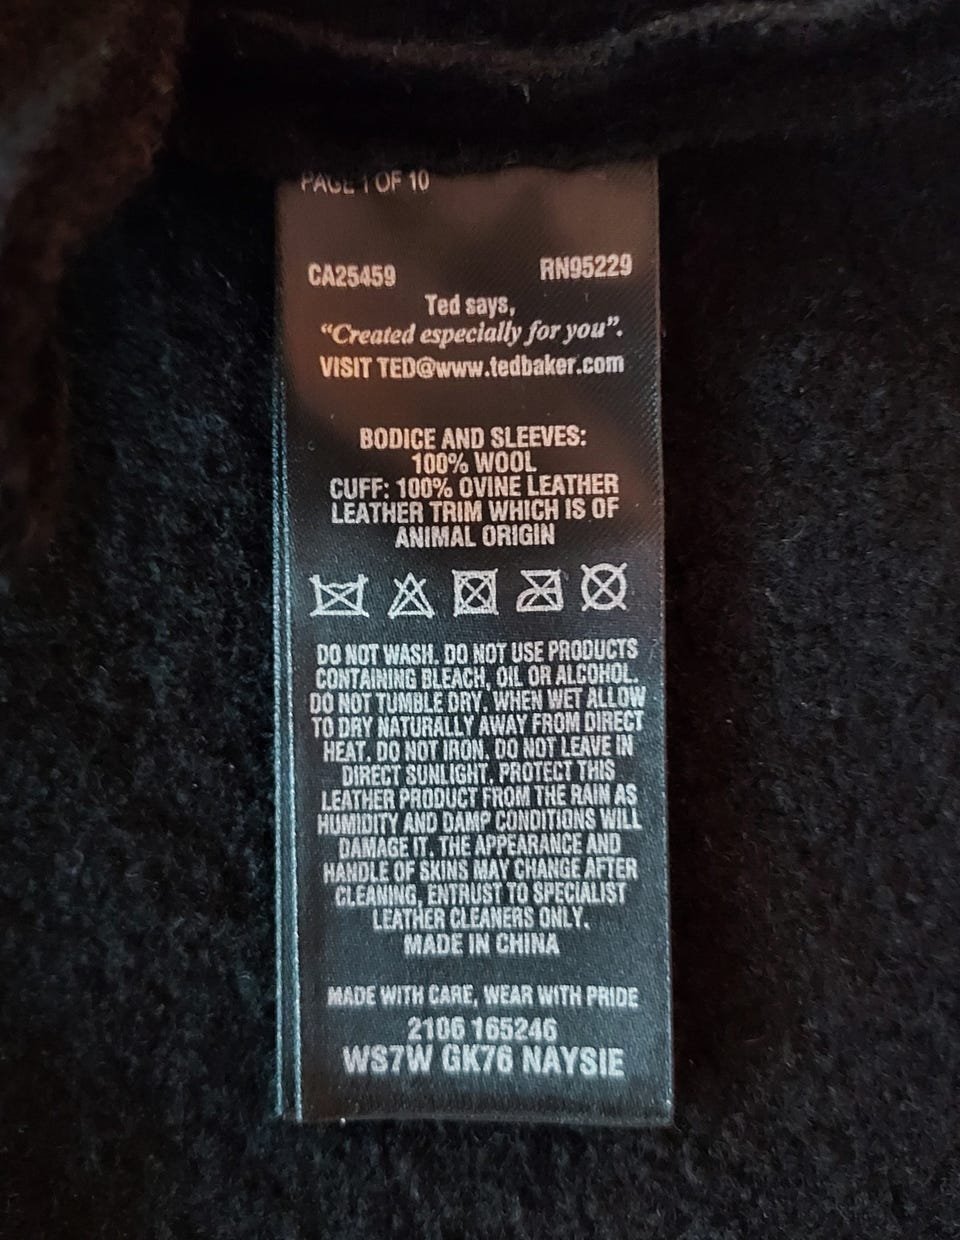 PAGE 1 OF 10
CA25459 RN95229
Ted says,
“Created especially for you”.
VISIT TED@www.tedbaker.com
BODICE AND SLEEVES:
100% WOOL
CUFF: 100% OVINE LEATHER
LEATHER TRIM WHICH IS OF
ANIMAL ORIGIN
DO NOT WASH. DO NOT USE PRODUCTS
CONTAINING BLEACH, OIL OR ALCOHOL.
DO NOT TUMBLE DRY. WHEN WET ALLOW
TO DRY NATURALLY AWAY FROM DIRECT
HEAT. DO NOT IRON. DO NOT LEAVE IN
DIRECT SUNLIGHT. PROTECT THIS
LEATHER PRODUCT FROM THE RAIN AS
HUMIDITY AND DAMP CONDITIONS WILL
DAMAGE IT. THE APPEARANCE AND
HANDLE OF SKINS MAY CHANGE AFTER
CLEANING, ENTRUST TO SPECIALIST
LEATHER CLEANERS ONLY.
MADE IN CHINA
MADE WITH CARE, WEAR WITH PRIDE
2106 165246
WS7W GK76 NAYSIE